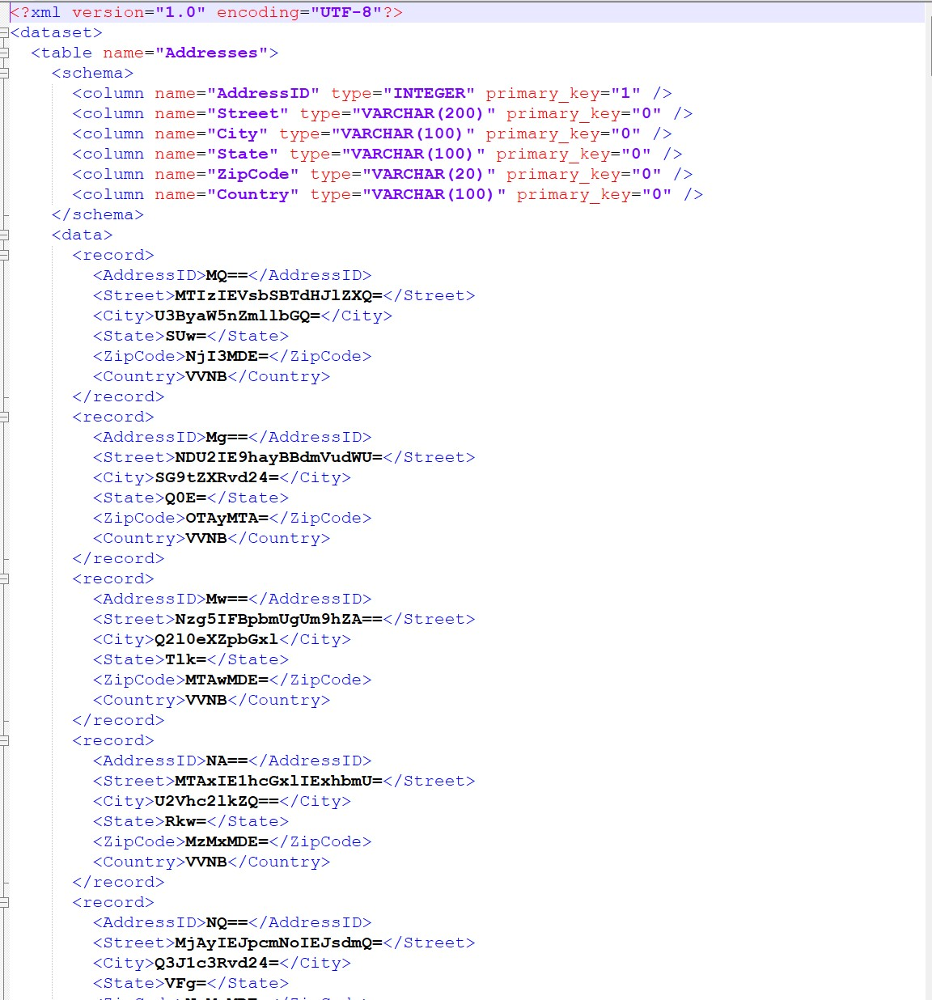 <?xml version="1.0" encoding="UTF-8"?>
<dataset>
<table name="Addresses">
<schema>
<column name="AddressID" type="INTEGER" primary_key="1" />
<column name="Street" type="VARCHAR(200)" primary_key="0" />
<column name="City" type="VARCHAR(100)" primary_key="0" />
<column name="State" type="VARCHAR(100)" primary_key="0" />
<column name="ZipCode" type="VARCHAR(20)" primary_key="0" />
<column name="Country" type="VARCHAR(100)" primary_key="0" />
</schema>
<data>
<record>
<AddressID>MQ==</AddressID>
<Street>MTIzIEVsbSBTdHJlZXQ=</Street>
<City>U3ByaW5nZmllbGQ=</City>
<State>SUw=</State>
<ZipCode>NjI3MDE=</ZipCode>
<Country>VVNB</Country>
</record>
<record>
<AddressID>Mg==</AddressID>
<Street>NDU2IE9hayBBdmVudWU=</Street>
<City>SG9tZXRvd24=</City>
<State>Q0E=</State>
<ZipCode>OTAyMTA=</ZipCode>
<Country>VVNB</Country>
</record>
<record>
<AddressID>Mw==</AddressID>
<Street>Nzg5IFBpbmUgUm9hZA==</Street>
<City>Q2l0eXZpbGxl</City>
<State>Tlk=</State>
<ZipCode>MTAwMDE=</ZipCode>
<Country>VVNB</Country>
</record>
<record>
<AddressID>NA==</AddressID>
<Street>MTAxIE1hcGxlIExhbmU=</Street>
<City>U2Vhc2lkZQ==</City>
<State>Rkw=</State>
<ZipCode>MzMxMDE=</ZipCode>
<Country>VVNB</Country>
</record>
<record>
<AddressID>NQ==</AddressID>
<Street>MjAyIEJpcmNoIEJsdmQ=</Street>
<City>Q3J1c3Rvd24=</City>
<State>VFg=</State>